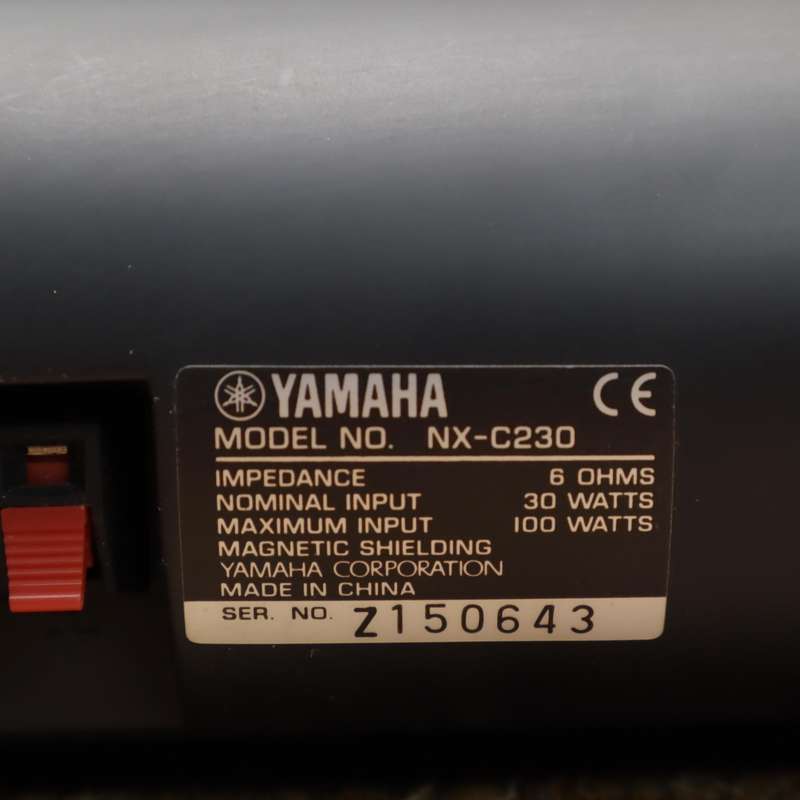 YAMAHA CE
MODEL NO. NX-C230
IMPEDANCE 6 OHMS
NOMINAL INPUT 30 WATTS
MAXIMUM INPUT 100 WATTS
MAGNETIC SHIELDING
YAMAHA CORPORATION
MADE IN CHINA
SER. NO. Z150643